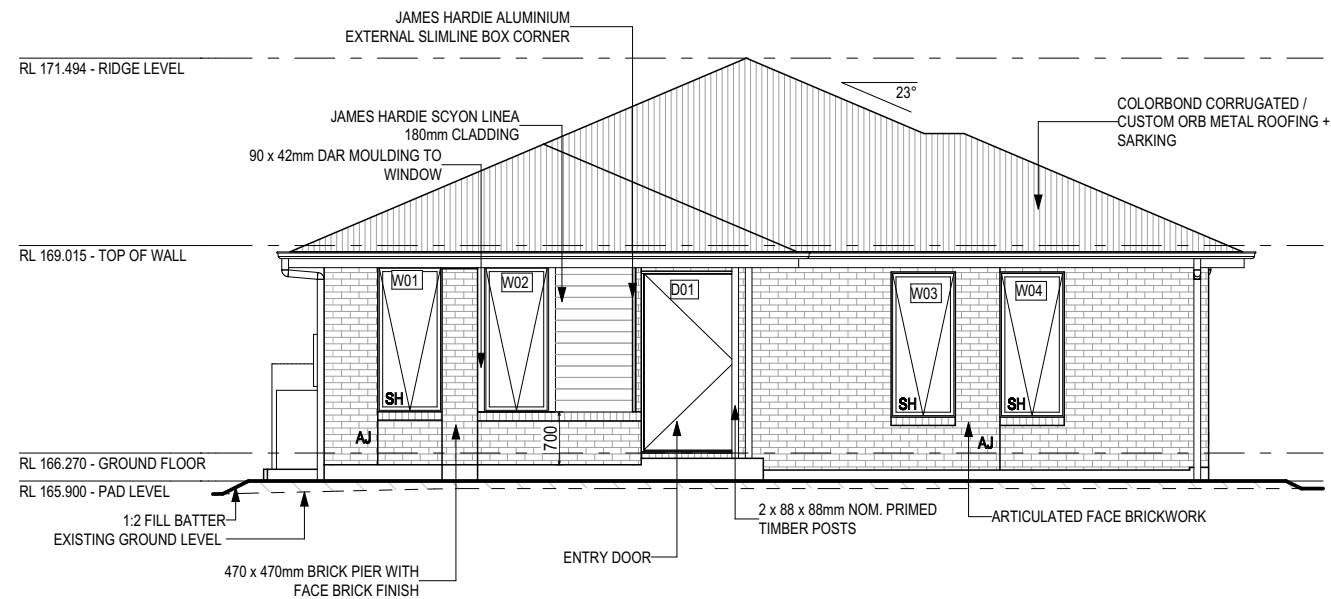 JAMES HARDIE ALUMINIUM
EXTERNAL SLIMLINE BOX CORNER
RL 171.494 - RIDGE LEVEL
23°
JAMES HARDIE SCYON LINEA
180mm CLADDING
COLORBOND CORRUGATED /
CUSTOM ORB METAL ROOFING +
SARKING
90 x 42mm DAR MOULDING TO
WINDOW
RL 169.015 - TOP OF WALL
W01
W02
D01
W03
W04
SH
SH
SH
AJ
700
AJ
RL 166.270 - GROUND FLOOR
RL 165.900 - PAD LEVEL
1:2 FILL BATTER
EXISTING GROUND LEVEL
2 x 88 x 88mm NOM. PRIMED
TIMBER POSTS
ARTICULATED FACE BRICKWORK
ENTRY DOOR
470 x 470mm BRICK PIER WITH
FACE BRICK FINISH